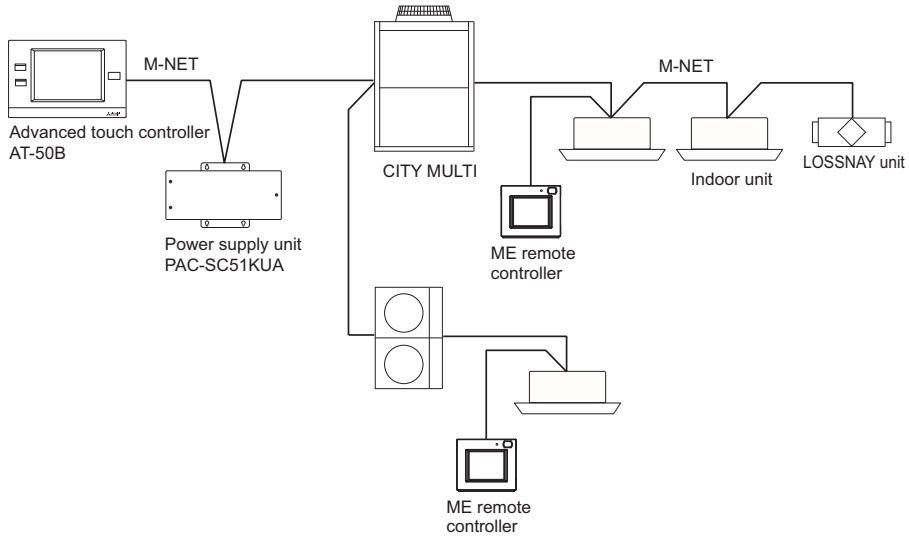 M-NET
M-NET
Advanced touch controller
AT-50B
CITY MULTI
LOSSNAY unit
Indoor unit
Power supply unit
PAC-SC51KUA
ME remote
controller
ME remote
controller